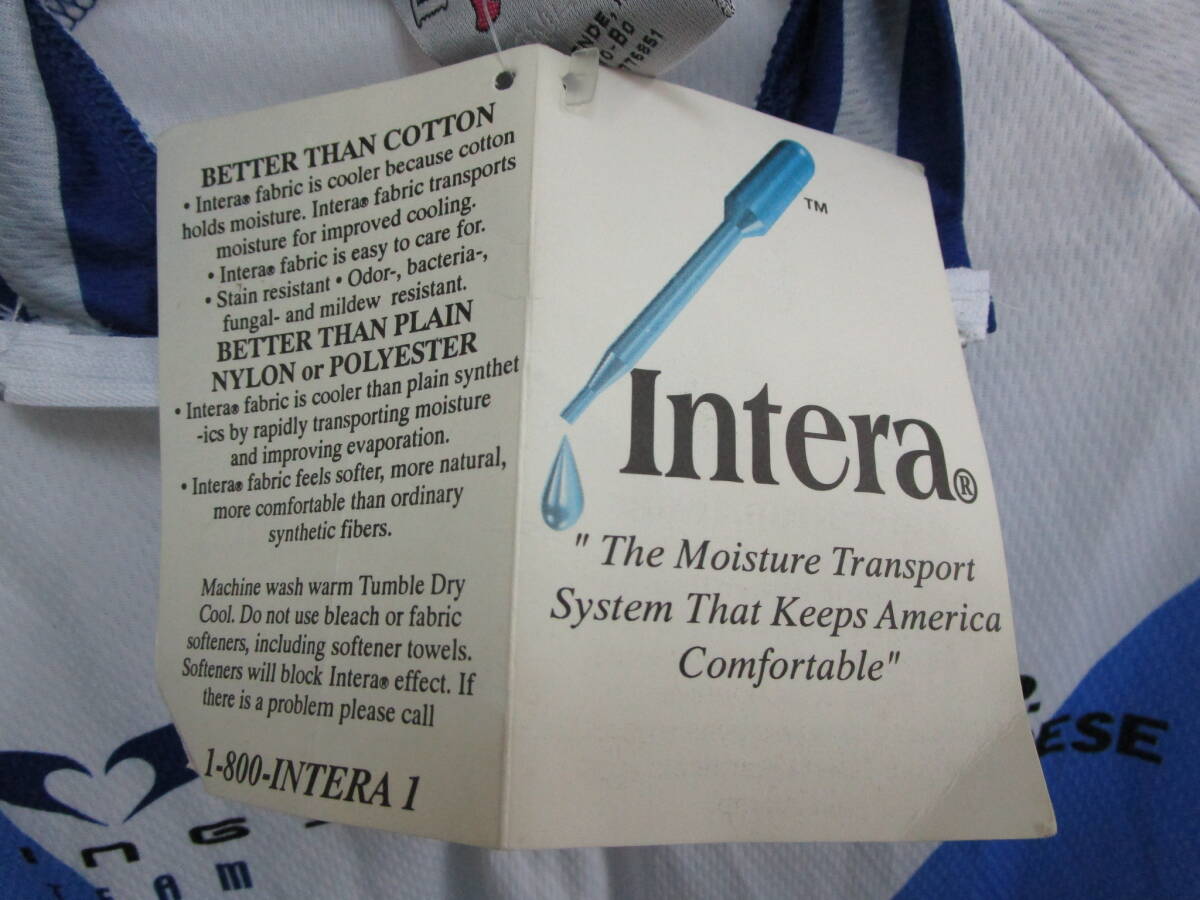 NDE,
O-Bo
776851
BETTER THAN COTTON
• Intera® fabric is cooler because cotton
holds moisture. Intera® fabric transports
moisture for improved cooling.
• Intera® fabric is easy to care for.
• Stain resistant • Odor-, bacteria-,
fungal- and mildew resistant.
BETTER THAN PLAIN
NYLON or POLYESTER
• Intera® fabric is cooler than plain synthet
-ics by rapidly transporting moisture
and improving evaporation.
• Intera® fabric feels softer, more natural,
more comfortable than ordinary
synthetic fibers.
Machine wash warm Tumble Dry
Cool. Do not use bleach or fabric
softeners, including softener towels.
Softeners will block Intera® effect. If
there is a problem please call
1-800-INTERA 1
TM
Intera®
" The Moisture Transport
System That Keeps America
Comfortable"
ESE
ING
TEAM